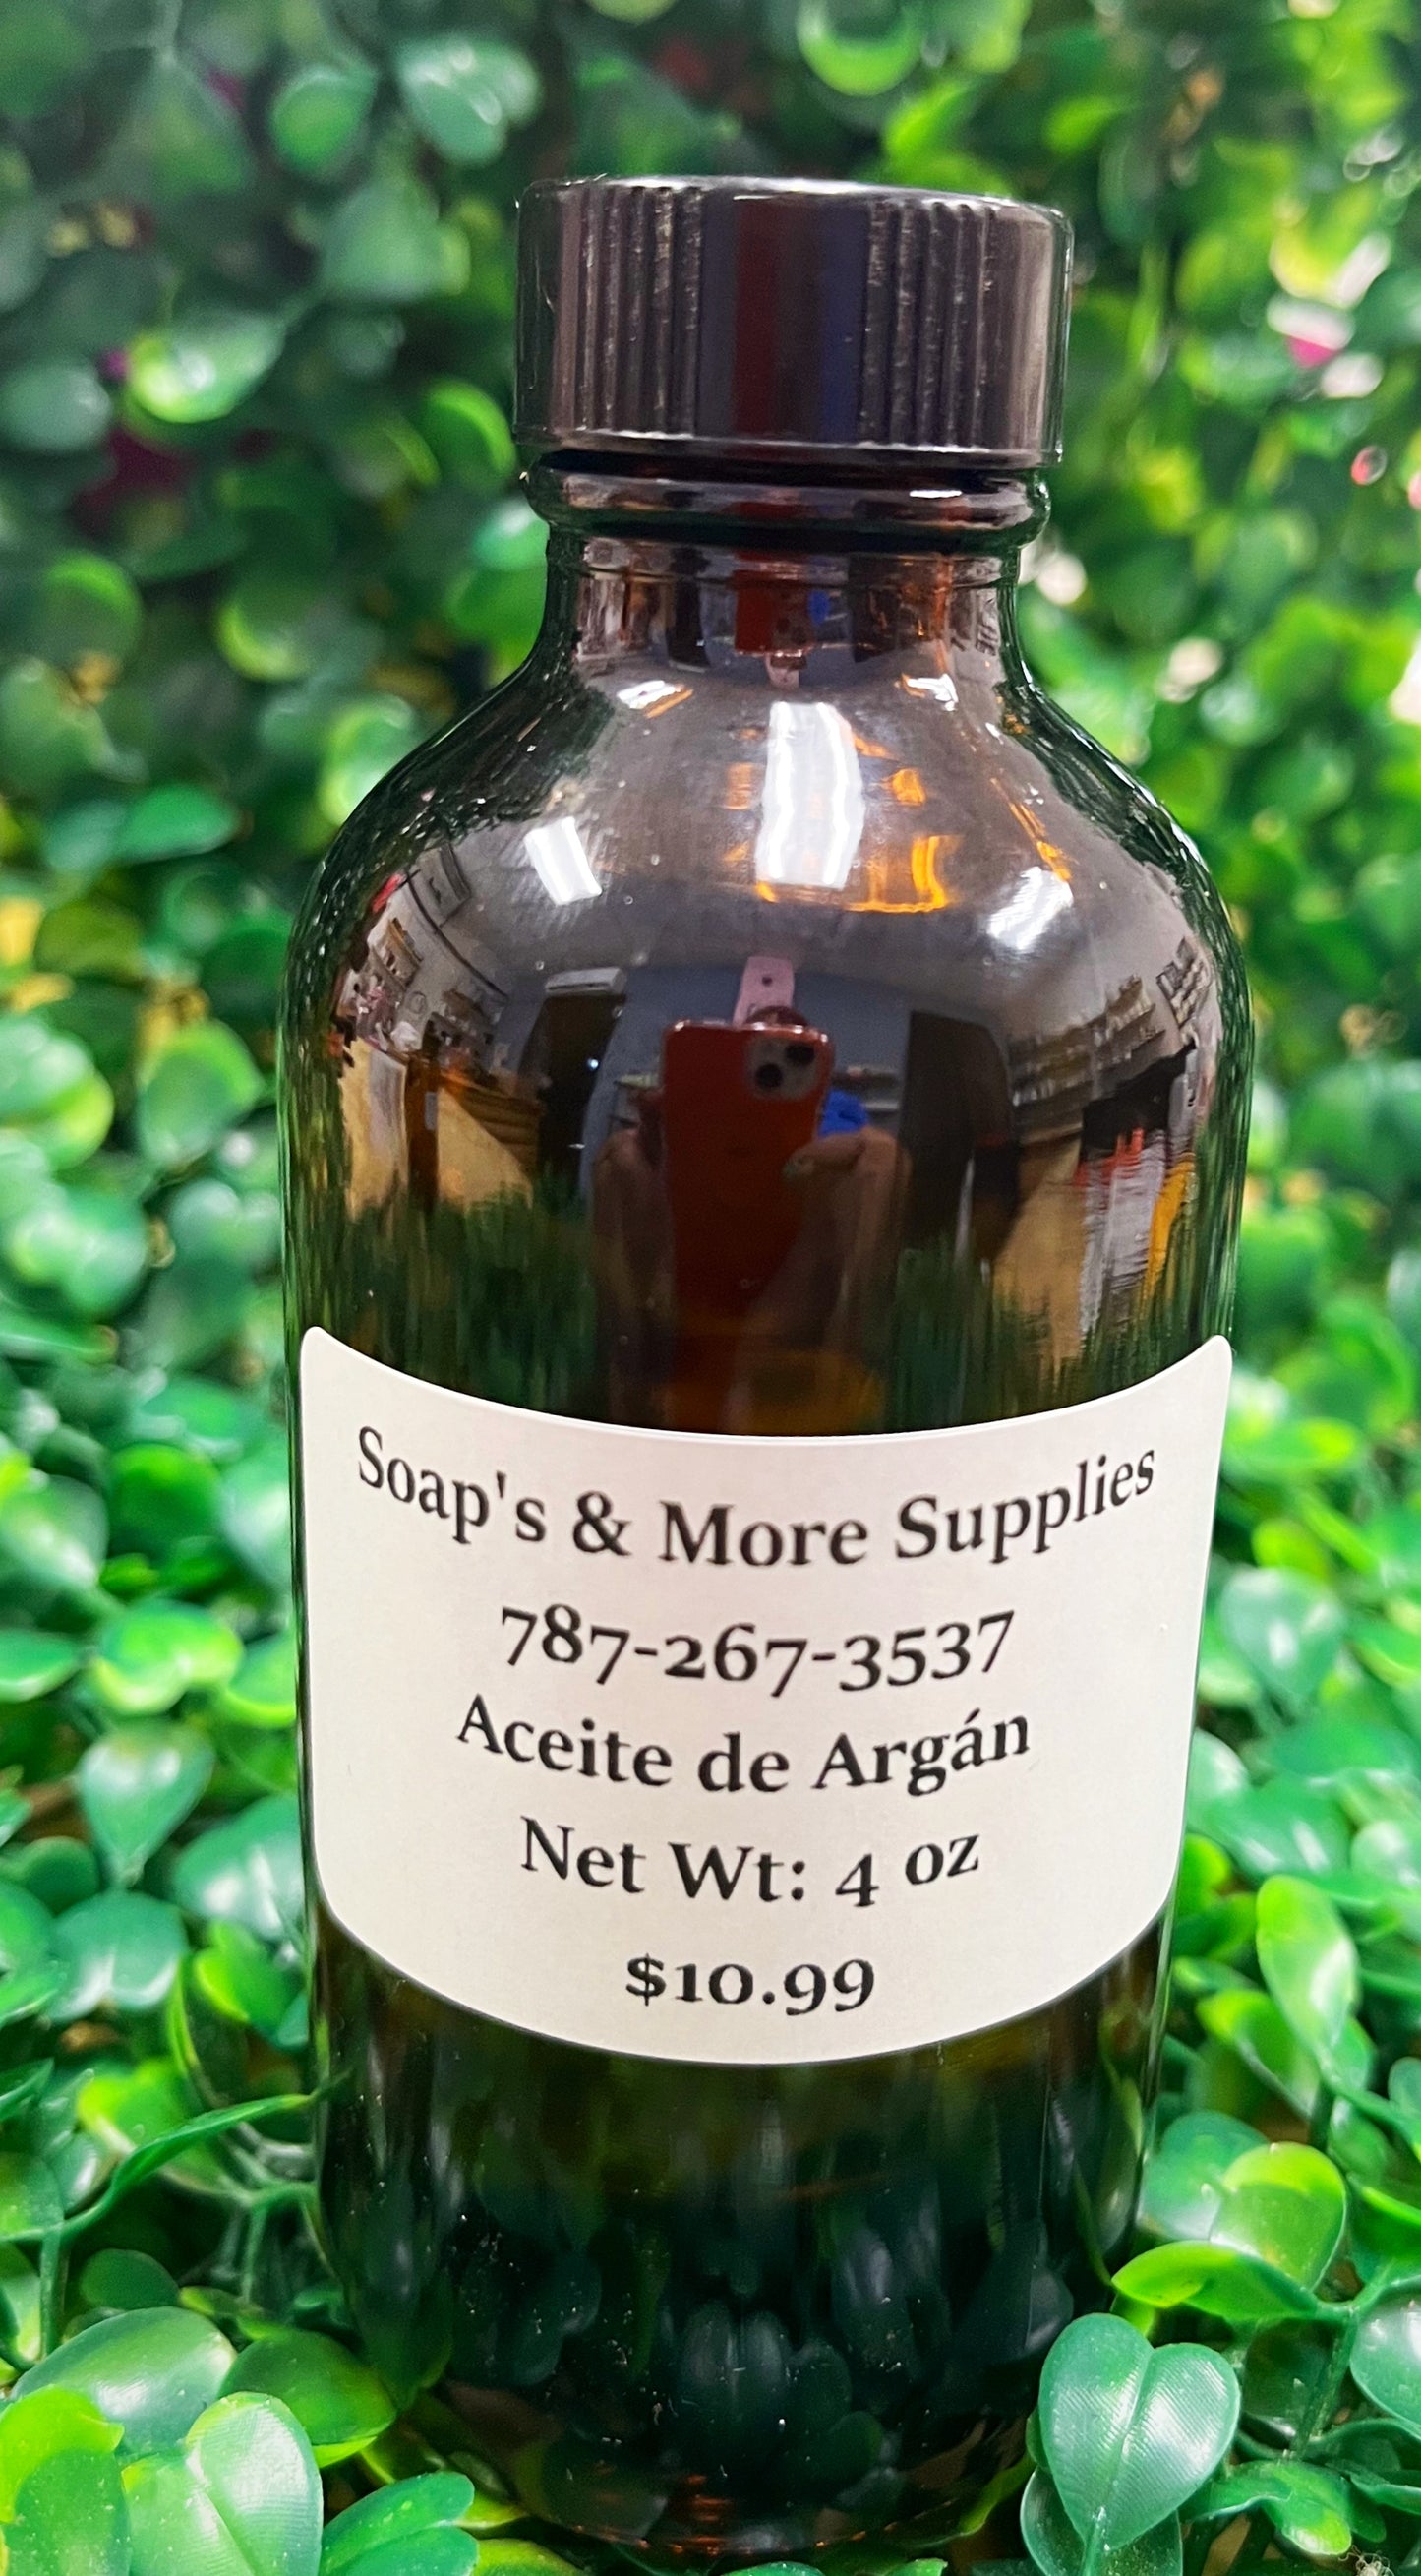 Soap's & More Supplies
787-267-3537
Aceite de Argán
Net Wt: 4 oz
$10.99